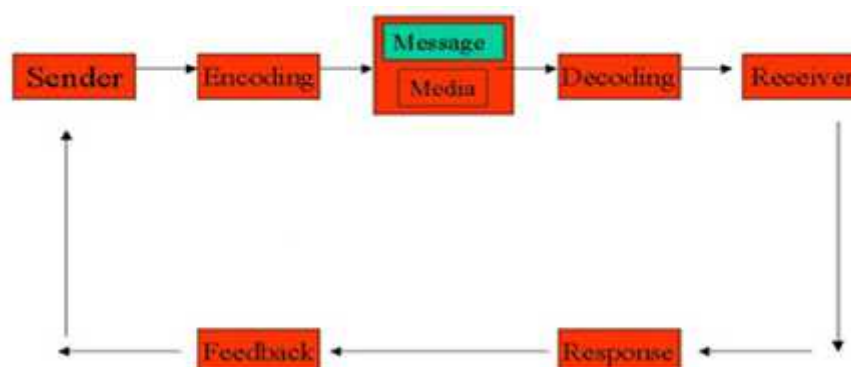 Message
Sender
Encoding
Media
Decoding
Receiver
Feedback
Response